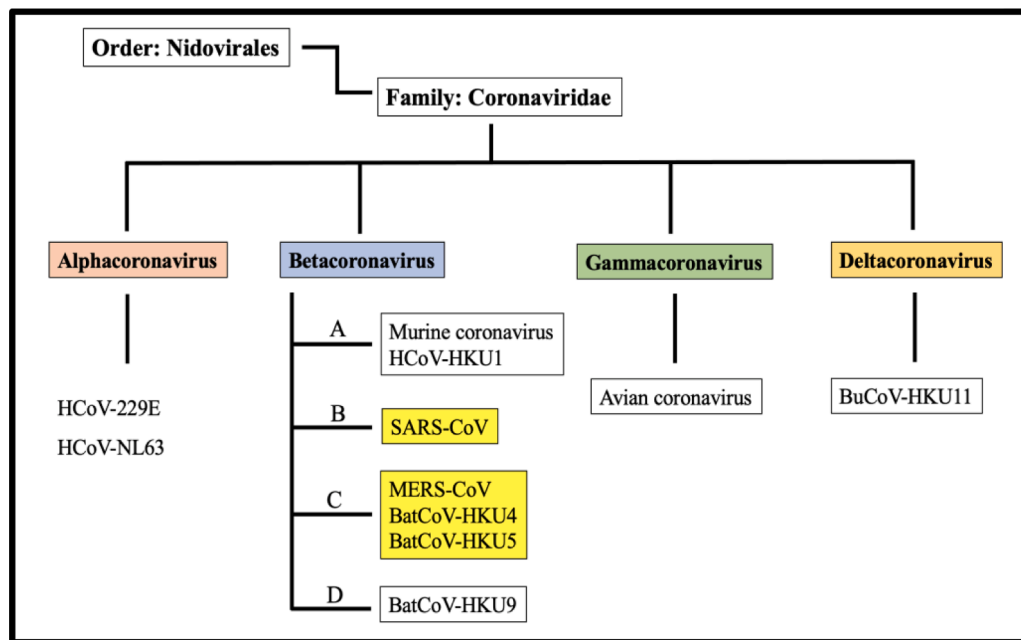 Order: Nidovirales
Family: Coronaviridae
Alphacoronavirus
Betacoronavirus
Gammacoronavirus
Deltacoronavirus
HCoV-229E
HCoV-NL63
A
Murine coronavirus
HCoV-HKU1
B
SARS-CoV
C
MERS-CoV
BatCoV-HKU4
BatCoV-HKU5
D
BatCoV-HKU9
Avian coronavirus
BuCoV-HKU11